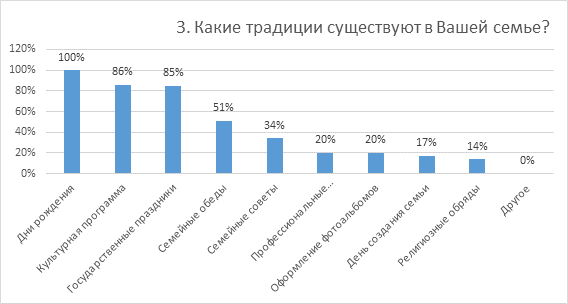 3. Какие традиции существуют в Вашей семье?
120%
100%
80%
60%
40%
20%
0%
100%
86%
85%
51%
34%
20%
20%
17%
14%
0%
Дни рождения
Культурная программа
Государственные праздники
Семейные обеды
Семейные советы
Профессиональные...
Оформление фотоальбомов
День создания семьи
Религиозные обряды
Другое